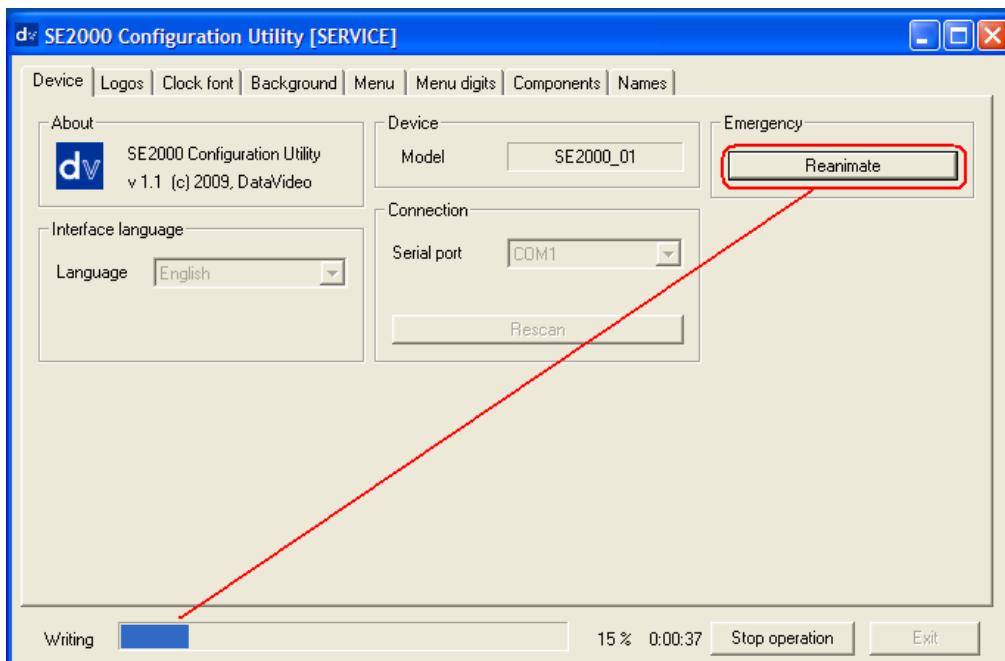 dv SE2000 Configuration Utility [SERVICE]
Device Logos Clock font Background Menu Menu digits Components Names
About
dv
SE2000 Configuration Utility
v 1.1 (c) 2009, DataVideo
Interface language
Language English
Device
Model SE2000_01
Connection
Serial port COM1
Rescan
Emergency
Reanimate
Writing 15 % 0:00:37 Stop operation Exit